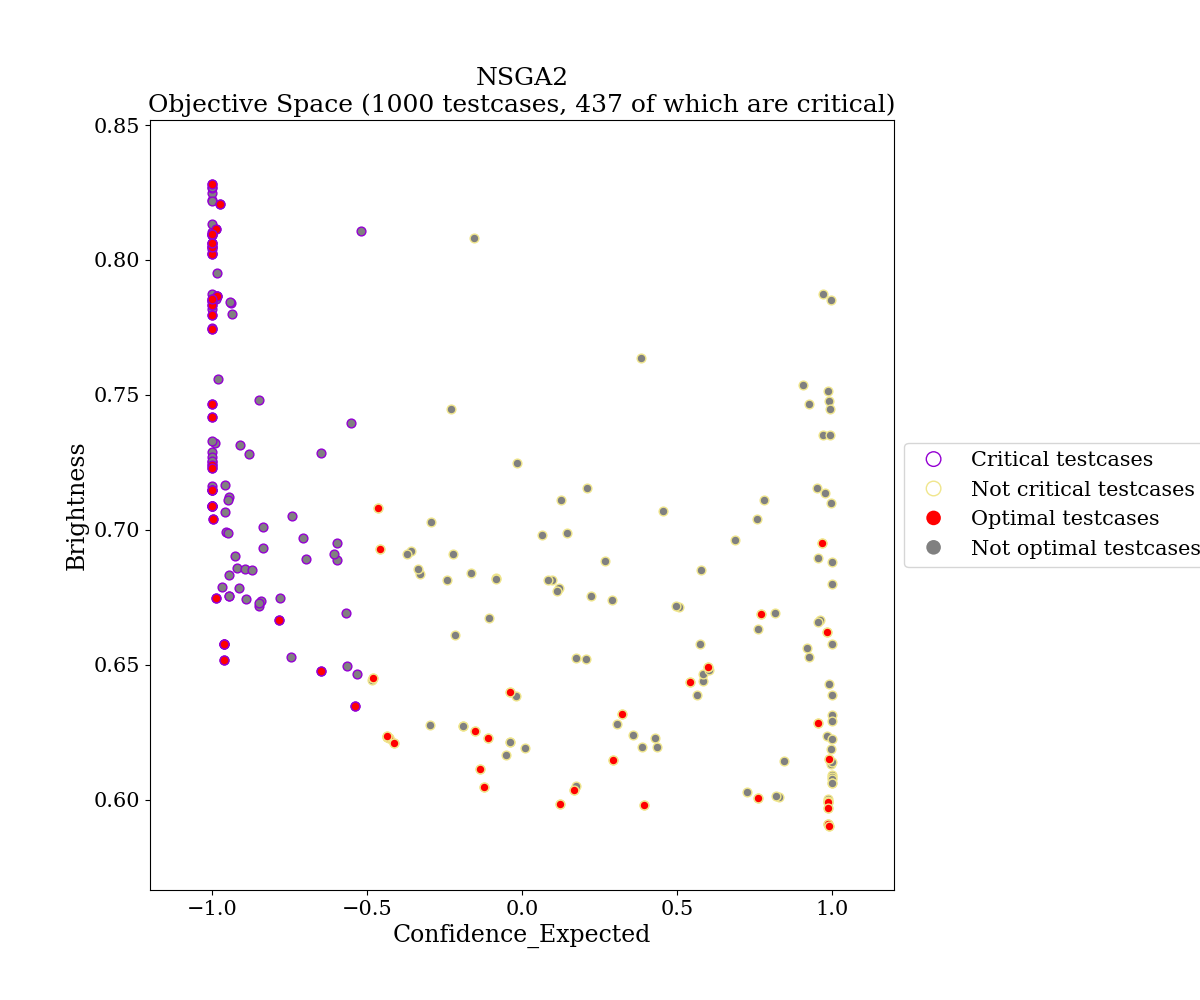 NSGA2
Objective Space (1000 testcases, 437 of which are critical)
0.85
0.80
0.75
0.70
0.65
0.60
Brightness
−1.0
−0.5
0.0
0.5
1.0
Confidence_Expected
Critical testcases
Not critical testcases
Optimal testcases
Not optimal testcases